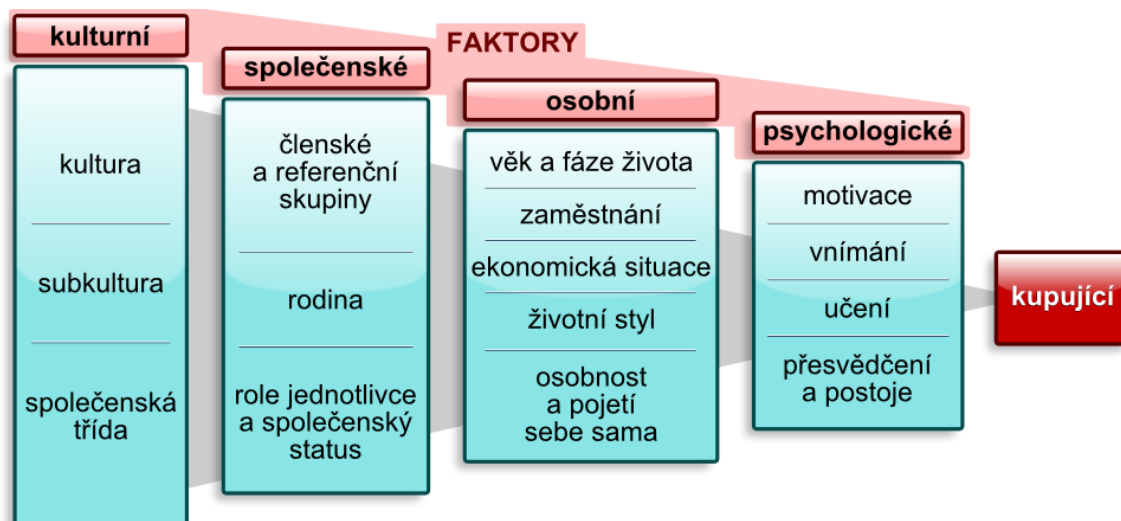 FAKTORY
kulturní
kultura
subkultura
společenská
třída
společenské
členské
a referenční
skupiny
rodina
role jednotlivce
a společenský
status
osobní
věk a fáze života
zaměstnání
ekonomická situace
životní styl
osobnost
a pojetí
sebe sama
psychologické
motivace
vnímání
učení
přesvědčení
a postoje
kupující